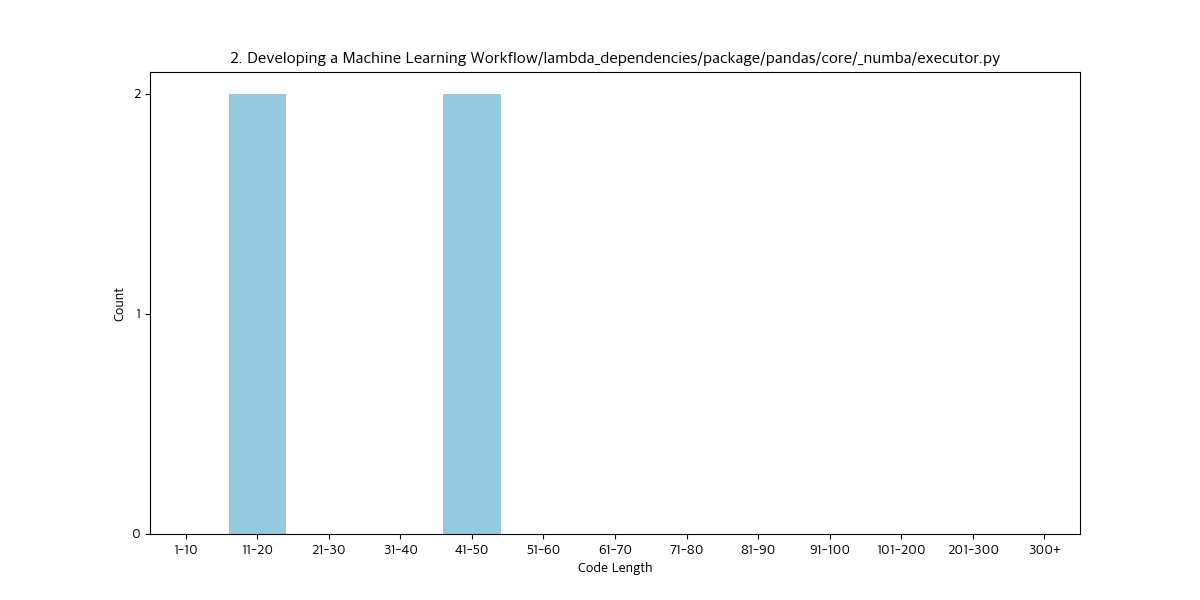 2. Developing a Machine Learning Workflow/lambda_dependencies/package/pandas/core/_numba/executor.py
2
1
0
Count
1-10 11-20 21-30 31-40 41-50 51-60 61-70 71-80 81-90 91-100 101-200 201-300 300+
Code Length